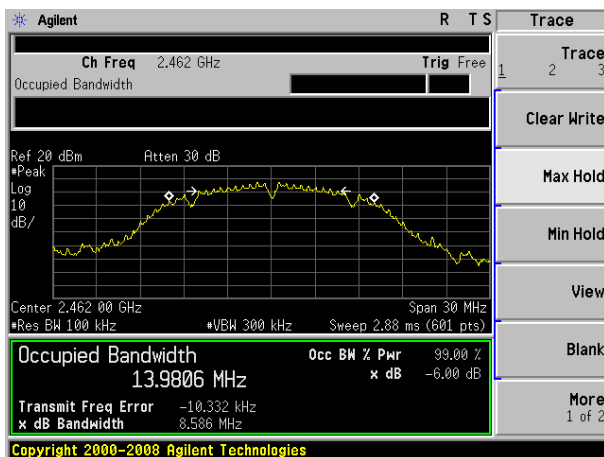 Agilent R T S Trace
Ch Freq 2.462 GHz Trig Free
Occupied Bandwidth
Trace
1 2 3
Clear Write
Max Hold
Min Hold
View
Blank
More
1 of 2
Ref 20 dBm Atten 30 dB
#Peak
Log
10
dB/
Center 2.462 00 GHz Span 30 MHz
#Res BW 100 kHz #VBW 300 kHz Sweep 2.88 ms (601 pts)
Occupied Bandwidth Occ BW % Pwr 99.00 %
13.9806 MHz x dB -6.00 dB
Transmit Freq Error -10.332 kHz
x dB Bandwidth 8.586 MHz
Copyright 2000-2008 Agilent Technologies